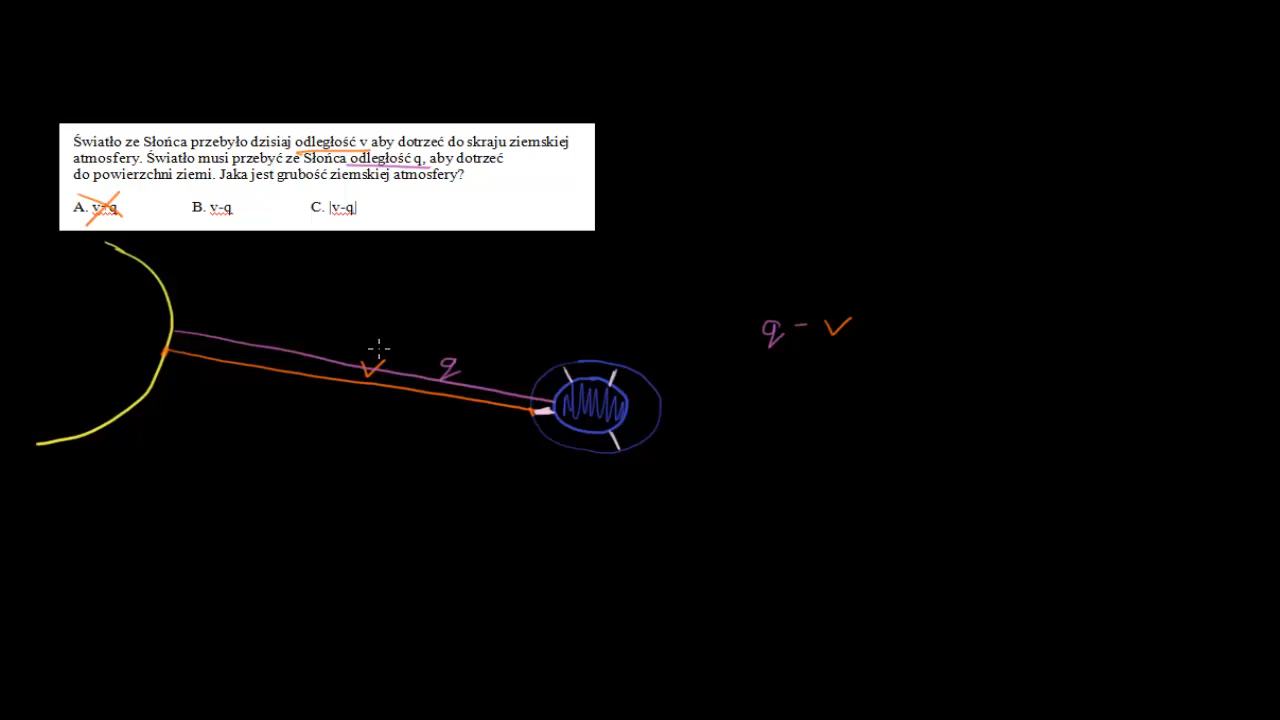 Światło ze Słońca przebyło dzisiaj odległość v aby dotrzeć do skraju ziemskiej
atmosfery. Światło musi przebyć ze Słońca odległość q, aby dotrzeć
do powierzchni ziemi. Jaka jest grubość ziemskiej atmosfery?
A. v+q B. v-q C. |v-q|
q - v
v q